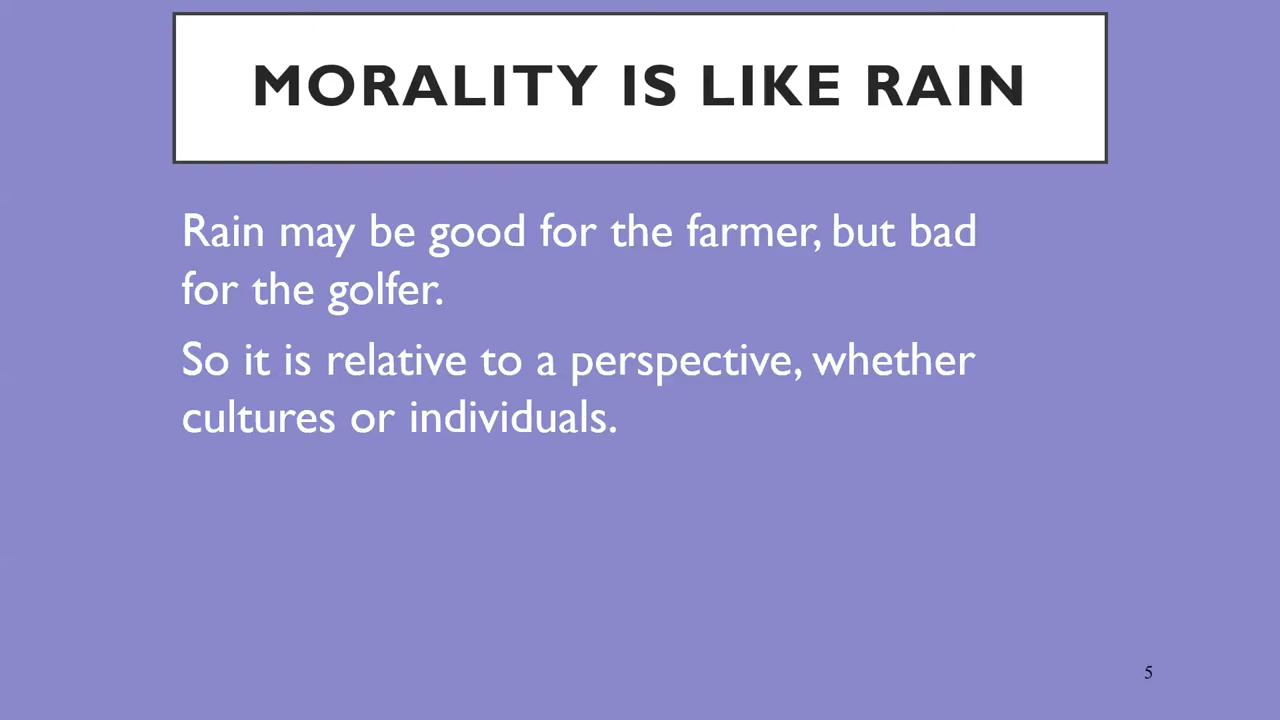 MORALITY IS LIKE RAIN
Rain may be good for the farmer, but bad
for the golfer.
So it is relative to a perspective, whether
cultures or individuals.
5